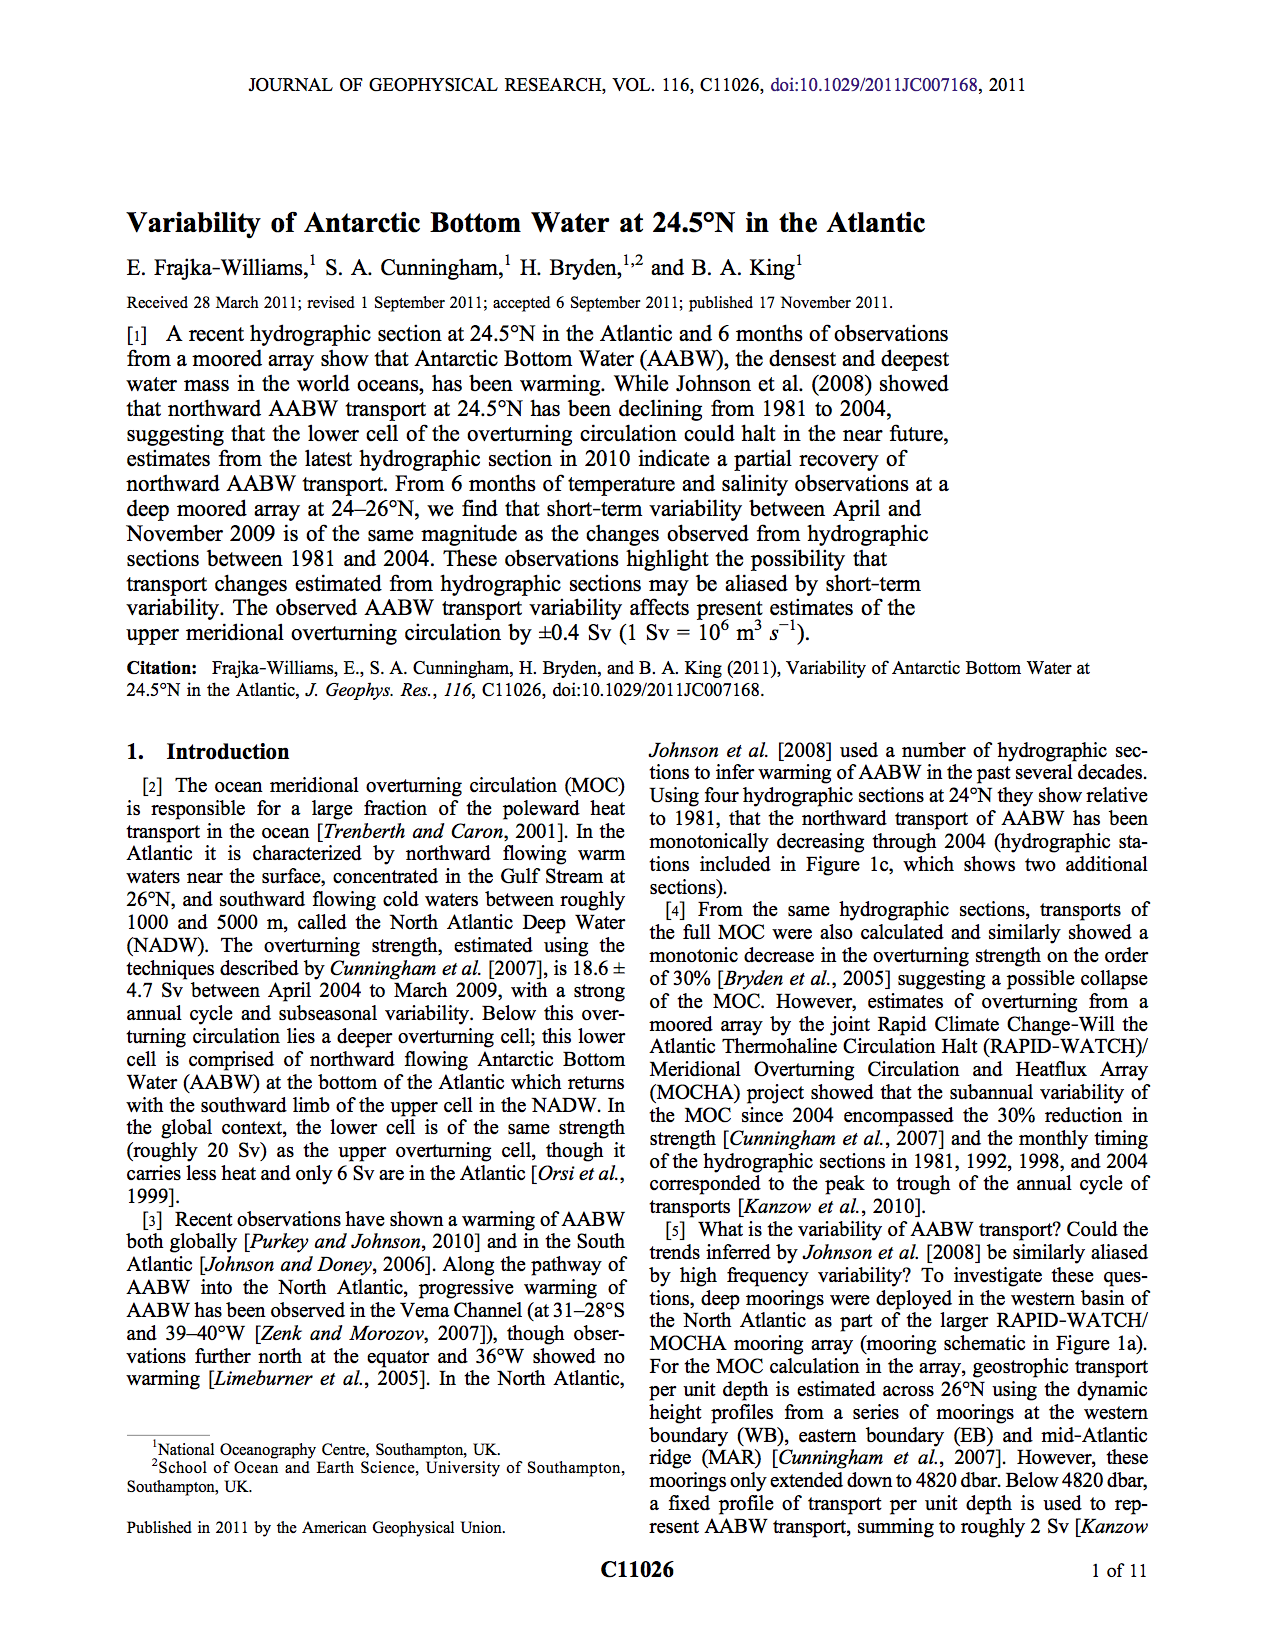 JOURNAL OF GEOPHYSICAL RESEARCH, VOL. 116, C11026, doi:10.1029/2011JC007168, 2011
Variability of Antarctic Bottom Water at 24.5°N in the Atlantic
E. Frajka-Williams,1 S. A. Cunningham,1 H. Bryden,1,2 and B. A. King1
Received 28 March 2011; revised 1 September 2011; accepted 6 September 2011; published 17 November 2011.
[1] A recent hydrographic section at 24.5°N in the Atlantic and 6 months of observations
from a moored array show that Antarctic Bottom Water (AABW), the densest and deepest
water mass in the world oceans, has been warming. While Johnson et al. (2008) showed
that northward AABW transport at 24.5°N has been declining from 1981 to 2004,
suggesting that the lower cell of the overturning circulation could halt in the near future,
estimates from the latest hydrographic section in 2010 indicate a partial recovery of
northward AABW transport. From 6 months of temperature and salinity observations at a
deep moored array at 24–26°N, we find that short-term variability between April and
November 2009 is of the same magnitude as the changes observed from hydrographic
sections between 1981 and 2004. These observations highlight the possibility that
transport changes estimated from hydrographic sections may be aliased by short-term
variability. The observed AABW transport variability affects present estimates of the
upper meridional overturning circulation by ±0.4 Sv (1 Sv = 10⁶ m³ s⁻¹).
Citation: Frajka-Williams, E., S. A. Cunningham, H. Bryden, and B. A. King (2011), Variability of Antarctic Bottom Water at
24.5°N in the Atlantic, J. Geophys. Res., 116, C11026, doi:10.1029/2011JC007168.
1. Introduction
[2] The ocean meridional overturning circulation (MOC)
is responsible for a large fraction of the poleward heat
transport in the ocean [Trenberth and Caron, 2001]. In the
Atlantic it is characterized by northward flowing warm
waters near the surface, concentrated in the Gulf Stream at
26°N, and southward flowing cold waters between roughly
1000 and 5000 m, called the North Atlantic Deep Water
(NADW). The overturning strength, estimated using the
techniques described by Cunningham et al. [2007], is 18.6 ±
4.7 Sv between April 2004 to March 2009, with a strong
annual cycle and subseasonal variability. Below this over-
turning circulation lies a deeper overturning cell; this lower
cell is comprised of northward flowing Antarctic Bottom
Water (AABW) at the bottom of the Atlantic which returns
with the southward limb of the upper cell in the NADW. In
the global context, the lower cell is of the same strength
(roughly 20 Sv) as the upper overturning cell, though it
carries less heat and only 6 Sv are in the Atlantic [Orsi et al.,
1999].
[3] Recent observations have shown a warming of AABW
both globally [Purkey and Johnson, 2010] and in the South
Atlantic [Johnson and Doney, 2006]. Along the pathway of
AABW into the North Atlantic, progressive warming of
AABW has been observed in the Vema Channel (at 31–28°S
and 39–40°W [Zenk and Morozov, 2007]), though obser-
vations further north at the equator and 36°W showed no
warming [Limeburner et al., 2005]. In the North Atlantic,
1National Oceanography Centre, Southampton, UK.
2School of Ocean and Earth Science, University of Southampton,
Southampton, UK.
Published in 2011 by the American Geophysical Union.
Johnson et al. [2008] used a number of hydrographic sec-
tions to infer warming of AABW in the past several decades.
Using four hydrographic sections at 24°N they show relative
to 1981, that the northward transport of AABW has been
monotonically decreasing through 2004 (hydrographic sta-
tions included in Figure 1c, which shows two additional
sections).
[4] From the same hydrographic sections, transports of
the full MOC were also calculated and similarly showed a
monotonic decrease in the overturning strength on the order
of 30% [Bryden et al., 2005] suggesting a possible collapse
of the MOC. However, estimates of overturning from a
moored array by the joint Rapid Climate Change-Will the
Atlantic Thermohaline Circulation Halt (RAPID-WATCH)/
Meridional Overturning Circulation and Heatflux Array
(MOCHA) project showed that the subannual variability of
the MOC since 2004 encompassed the 30% reduction in
strength [Cunningham et al., 2007] and the monthly timing
of the hydrographic sections in 1981, 1992, 1998, and 2004
corresponded to the peak to trough of the annual cycle of
transports [Kanzow et al., 2010].
[5] What is the variability of AABW transport? Could the
trends inferred by Johnson et al. [2008] be similarly aliased
by high frequency variability? To investigate these ques-
tions, deep moorings were deployed in the western basin of
the North Atlantic as part of the larger RAPID-WATCH/
MOCHA mooring array (mooring schematic in Figure 1a).
For the MOC calculation in the array, geostrophic transport
per unit depth is estimated across 26°N using the dynamic
height profiles from a series of moorings at the western
boundary (WB), eastern boundary (EB) and mid-Atlantic
ridge (MAR) [Cunningham et al., 2007]. However, these
moorings only extended down to 4820 dbar. Below 4820 dbar,
a fixed profile of transport per unit depth is used to rep-
resent AABW transport, summing to roughly 2 Sv [Kanzow
C11026
1 of 11